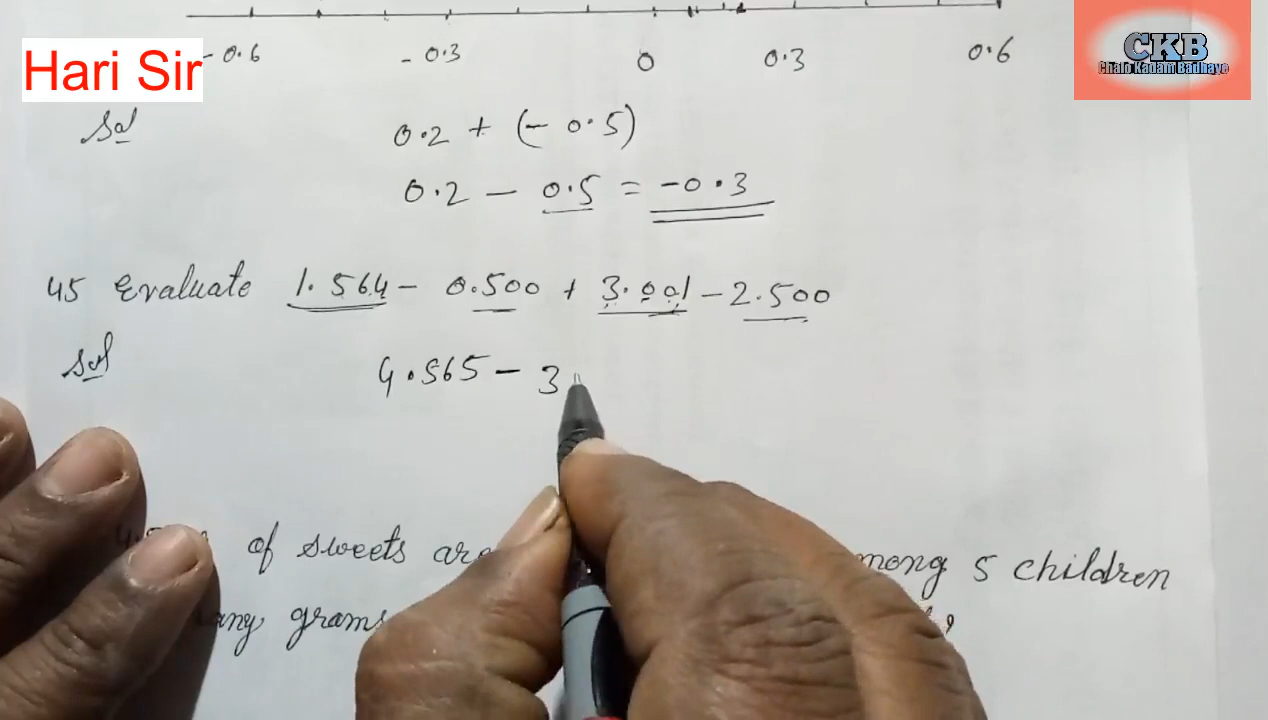 -0.6 -0.3 0 0.3 0.6
Hari Sir
CKB
Chalo Kadam Badhaye
Sol 0.2 + (-0.5)
0.2 - 0.5 = -0.3
45 Evaluate 1.564 - 0.500 + 3.001 - 2.500
Sol 4.565 - 3
of sweets are among 5 children
grams